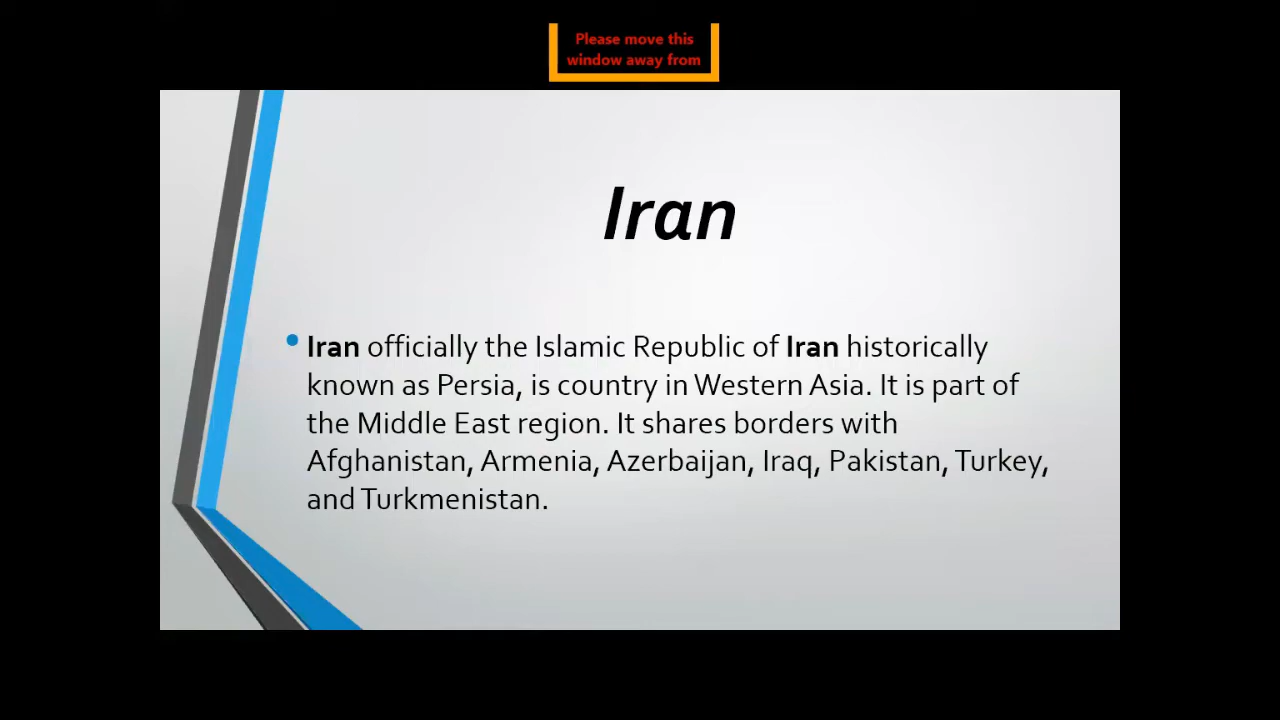 Please move this
window away from
Iran
• Iran officially the Islamic Republic of Iran historically
known as Persia, is country in Western Asia. It is part of
the Middle East region. It shares borders with
Afghanistan, Armenia, Azerbaijan, Iraq, Pakistan, Turkey,
and Turkmenistan.